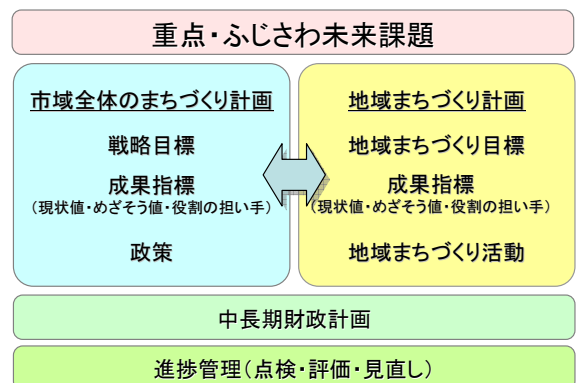 重点・ふじさわ未来課題
市域全体のまちづくり計画
戦略目標
成果指標
(現状値・めざそう値・役割の担い手)
政策
地域まちづくり計画
地域まちづくり目標
成果指標
(現状値・めざそう値・役割の担い手)
地域まちづくり活動
中長期財政計画
進捗管理(点検・評価・見直し)